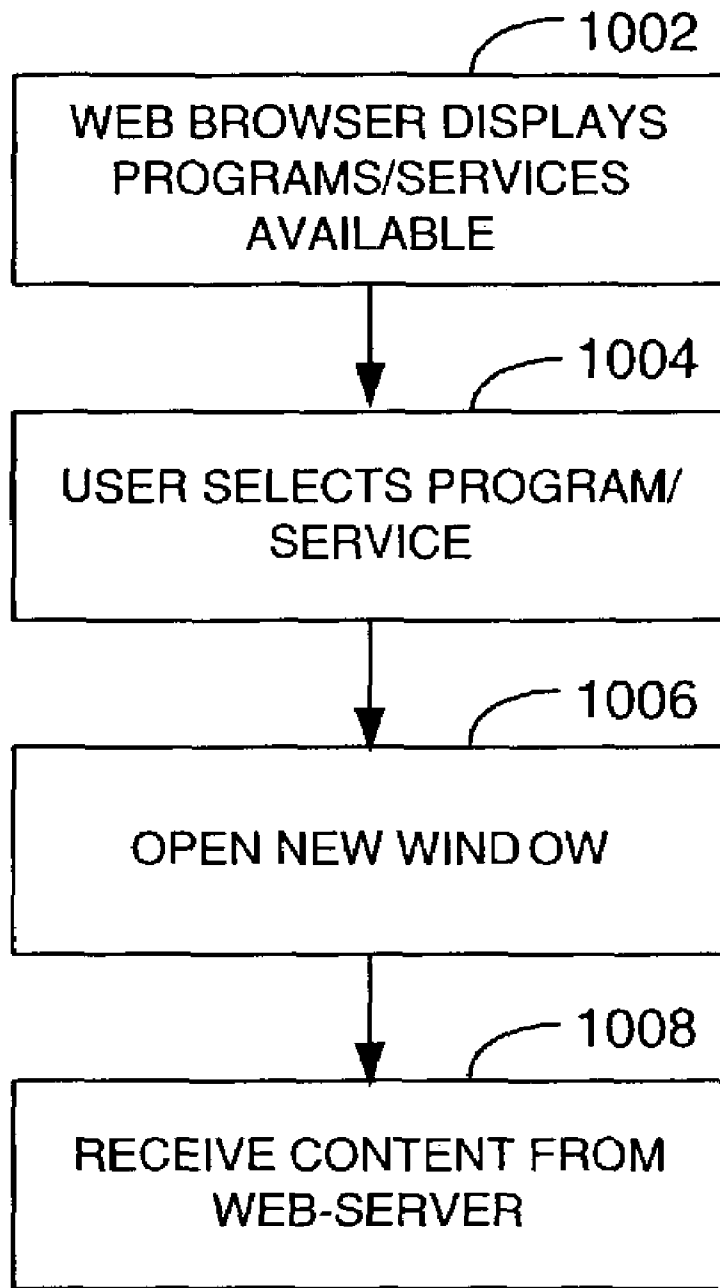 1002
WEB BROWSER DISPLAYS
PROGRAMS/SERVICES
AVAILABLE
1004
USER SELECTS PROGRAM/
SERVICE
1006
OPEN NEW WINDOW
1008
RECEIVE CONTENT FROM
WEB-SERVER